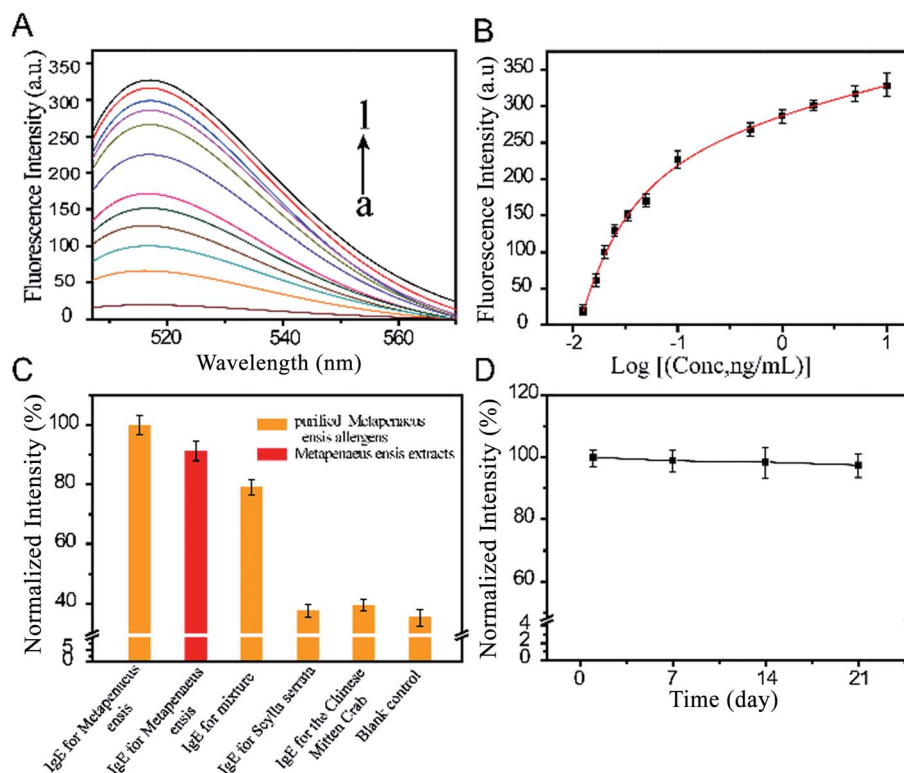 A
Fluorescence Intensity (a.u.)
350
300
250
200
150
100
50
0
1
a
520
540
560
Wavelength (nm)
B
Fluorescence Intensity (a.u)
350
300
250
200
150
100
50
0
-2
-1
0
1
Log [(Conc,ng/mL)]
C
Normalized Intensity (%)
100
80
60
40
5
0
purified Metapenaeus
ensis allergens
Metapenaeus ensis extracts
IgE for Metapenaeus
ensis
IgE for Metapenaeus
ensis
IgE for mixture
IgE for Scylla serrata
IgE for the Chinese
Mitten Crab
Blank control
D
Normalized Intensity (%)
120
100
80
60
4
2
0
0
7
14
21
Time (day)